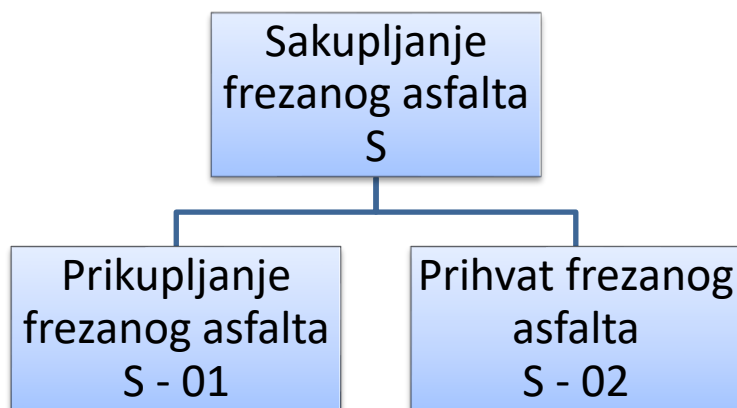 Sakupljanje
frezanog asfalta
S
Prikupljanje
frezanog asfalta
S - 01
Prihvat frezanog
asfalta
S - 02